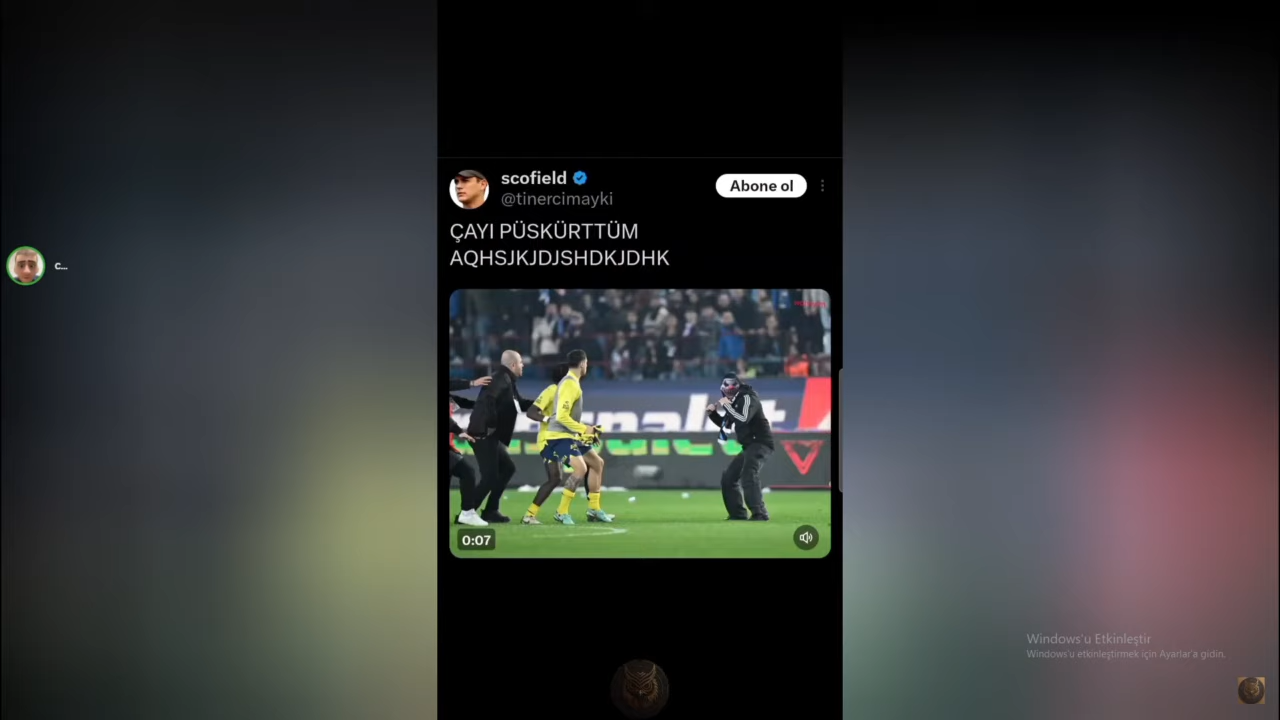 scofield
@tinercimayki
Abone ol
ÇAYI PÜSKÜRTTÜM
AQHSJKJDJSHDKJDHK
0:07
c...
Windows'u Etkinleştir
Windows'u etkinleştirmek için Ayarlar'a gidin.